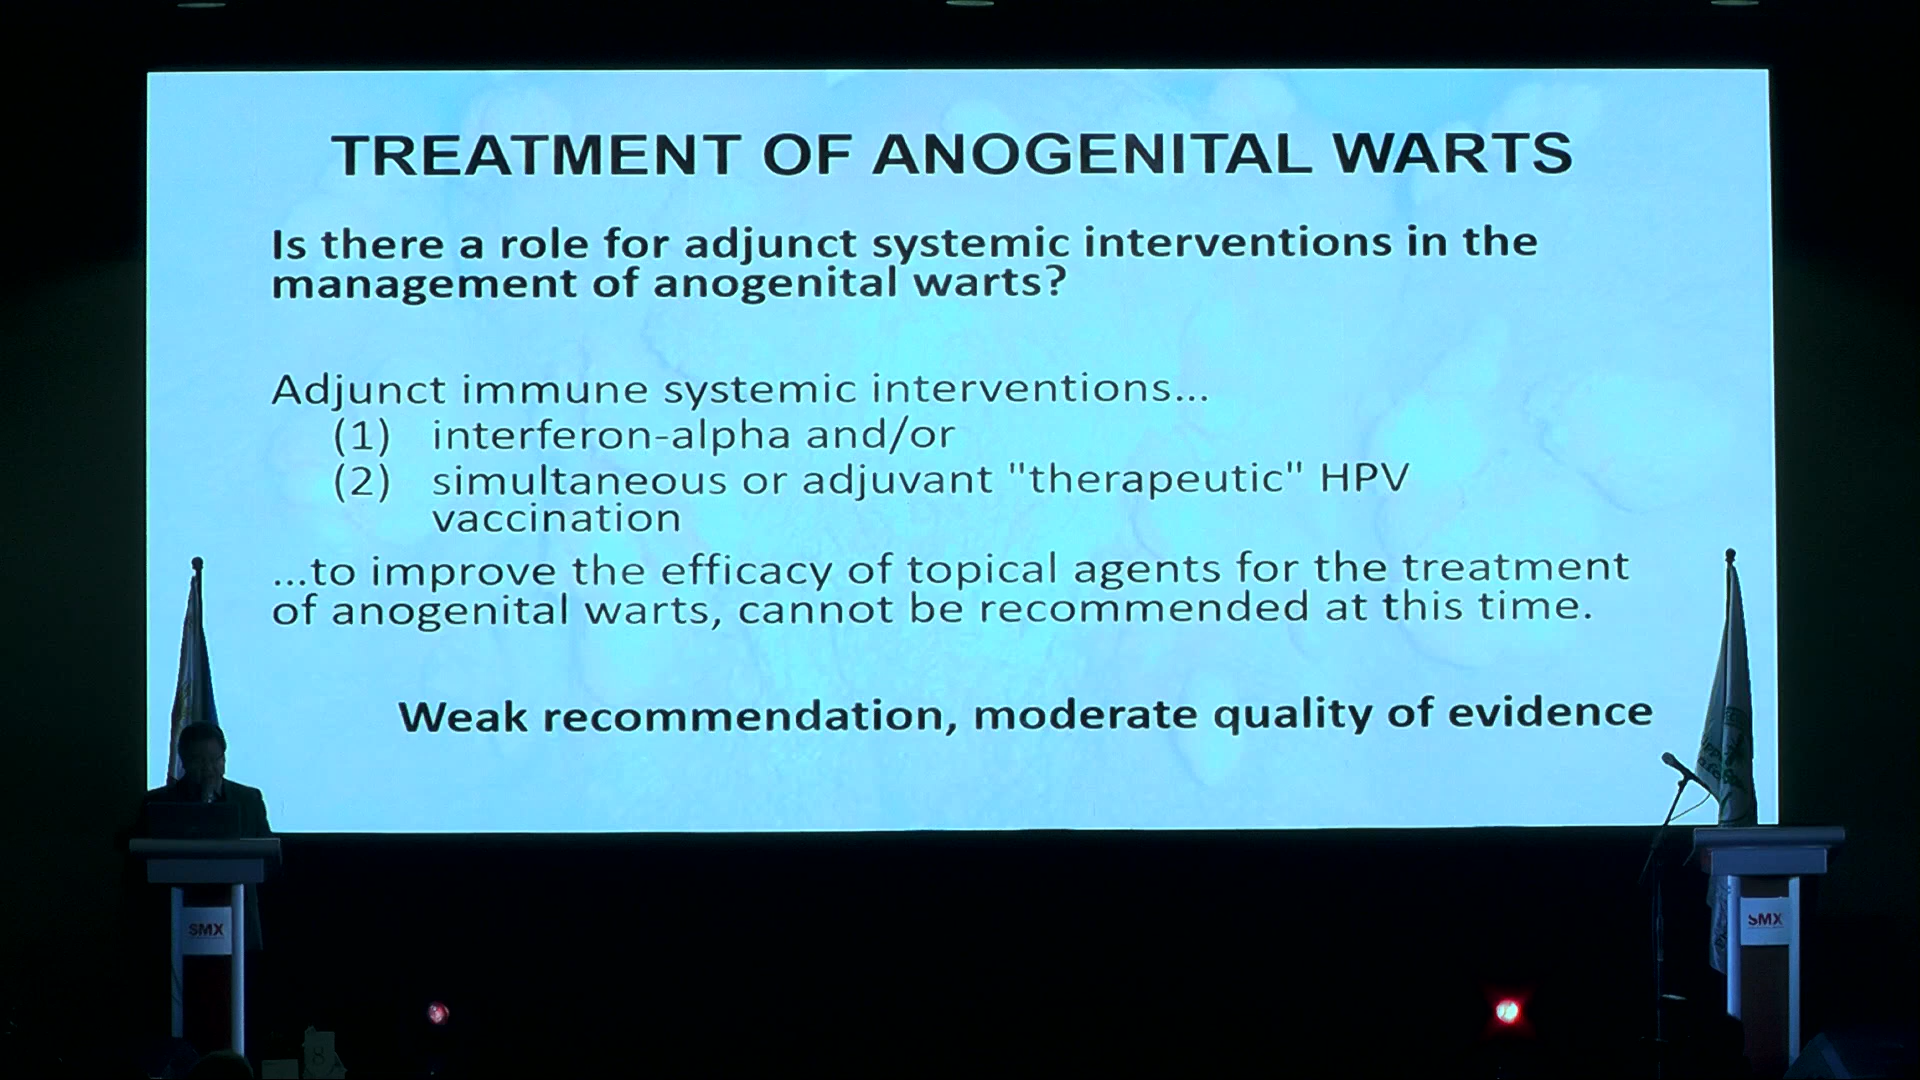 TREATMENT OF ANOGENITAL WARTS
Is there a role for adjunct systemic interventions in the
management of anogenital warts?
Adjunct immune systemic interventions...
(1) interferon-alpha and/or
(2) simultaneous or adjuvant "therapeutic" HPV
vaccination
...to improve the efficacy of topical agents for the treatment
of anogenital warts, cannot be recommended at this time.
Weak recommendation, moderate quality of evidence
SMX
SMX
8